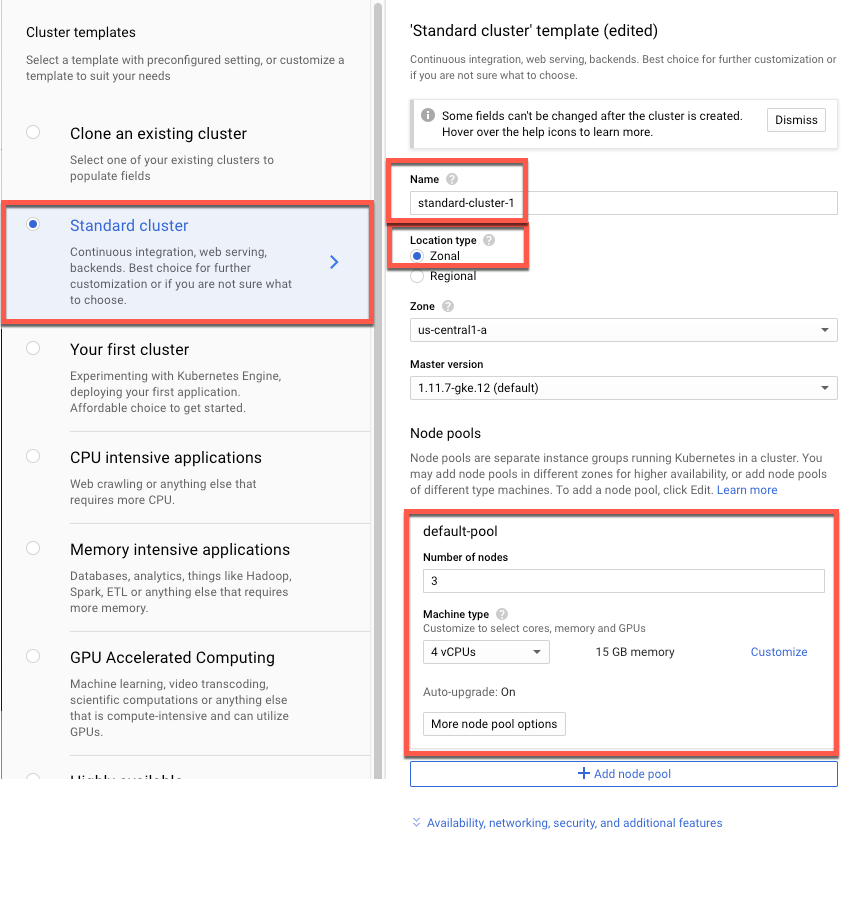 Cluster templates
Select a template with preconfigured setting, or customize a
template to suit your needs
Clone an existing cluster
Select one of your existing clusters to
populate fields
Standard cluster
Continuous integration, web serving,
backends. Best choice for further
customization or if you are not sure what
to choose.
Your first cluster
Experimenting with Kubernetes Engine,
deploying your first application.
Affordable choice to get started.
CPU intensive applications
Web crawling or anything else that
requires more CPU.
Memory intensive applications
Databases, analytics, things like Hadoop,
Spark, ETL or anything else that requires
more memory.
GPU Accelerated Computing
Machine learning, video transcoding,
scientific computations or anything else
that is compute-intensive and can utilize
GPUs.
Highly available
'Standard cluster' template (edited)
Continuous integration, web serving, backends. Best choice for further customization or
if you are not sure what to choose.
Some fields can't be changed after the cluster is created.
Hover over the help icons to learn more.
Dismiss
Name
standard-cluster-1
Location type
Zonal
Regional
Zone
us-central1-a
Master version
1.11.7-gke.12 (default)
Node pools
Node pools are separate instance groups running Kubernetes in a cluster. You
may add node pools in different zones for higher availability, or add node pools
of different type machines. To add a node pool, click Edit. Learn more
default-pool
Number of nodes
3
Machine type
Customize to select cores, memory and GPUs
4 vCPUs 15 GB memory Customize
Auto-upgrade: On
More node pool options
Add node pool
Availability, networking, security, and additional features